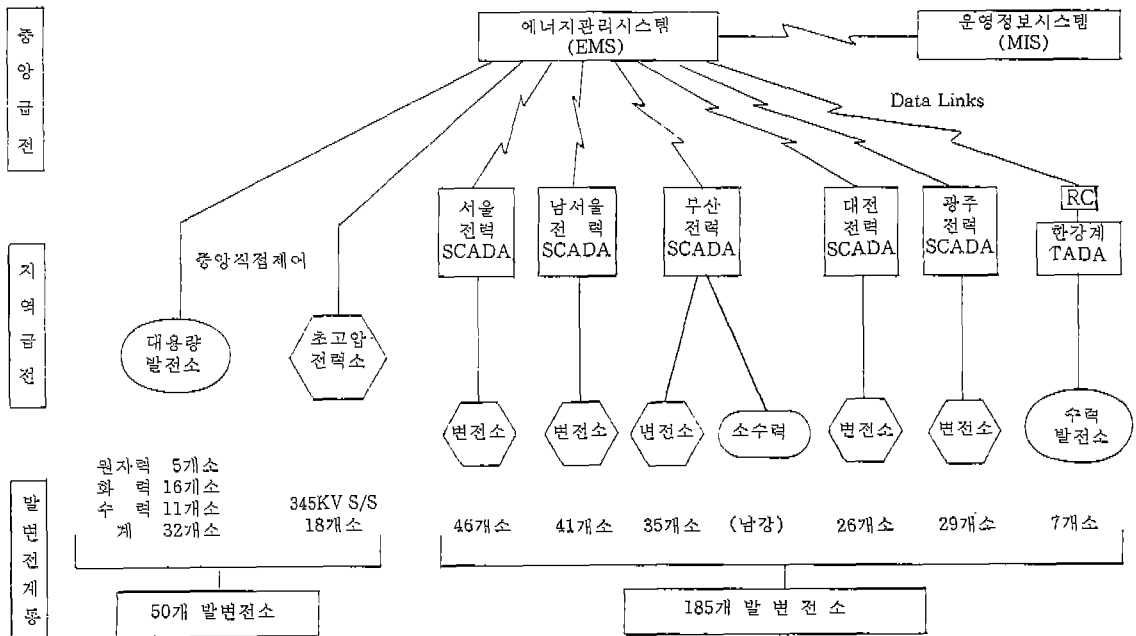 중앙급전
에너지관리시스템
(EMS)
운영정보시스템
(MIS)
Data Links
지역급전
중앙직접제어
대용량
발전소
초고압
전력소
서울
전력
SCADA
남서울
전 력
SCADA
부산
전력
SCADA
대전
전력
SCADA
광주
전력
SCADA
RC
한강계
TADA
변전소
변전소
변전소
소수력
변전소
변전소
수력
발전소
발변전계통
원자력 5개소
화 력 16개소
수 력 11개소
계 32개소
345KV S/S
18개소
46개소
41개소
35개소
(남강)
26개소
29개소
7개소
50개 발변전소
185개 발 변 전 소